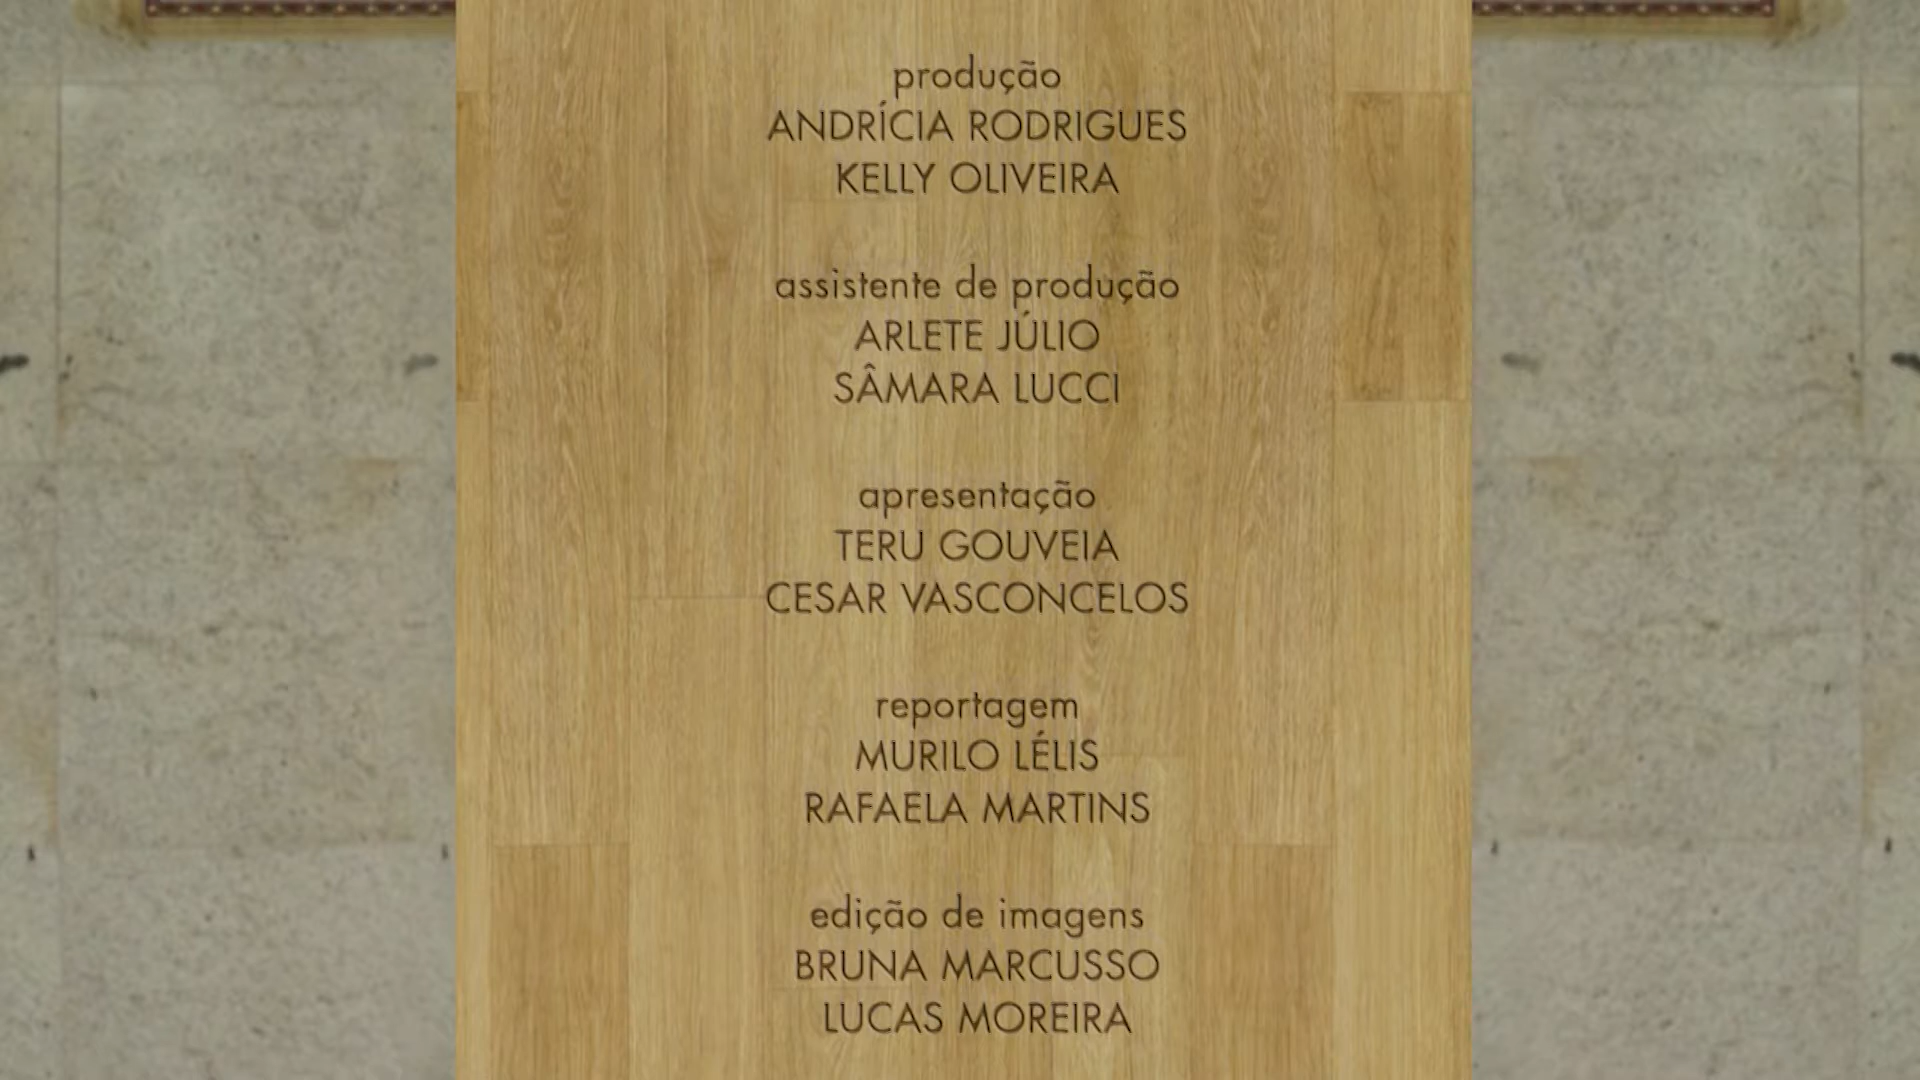 produção
ANDRÍCIA RODRIGUES
KELLY OLIVEIRA
assistente de produção
ARLETE JÚLIO
SÂMARA LUCCI
apresentação
TERU GOUVEIA
CESAR VASCONCELOS
reportagem
MURILO LÉLIS
RAFAELA MARTINS
edição de imagens
BRUNA MARCUSSO
LUCAS MOREIRA